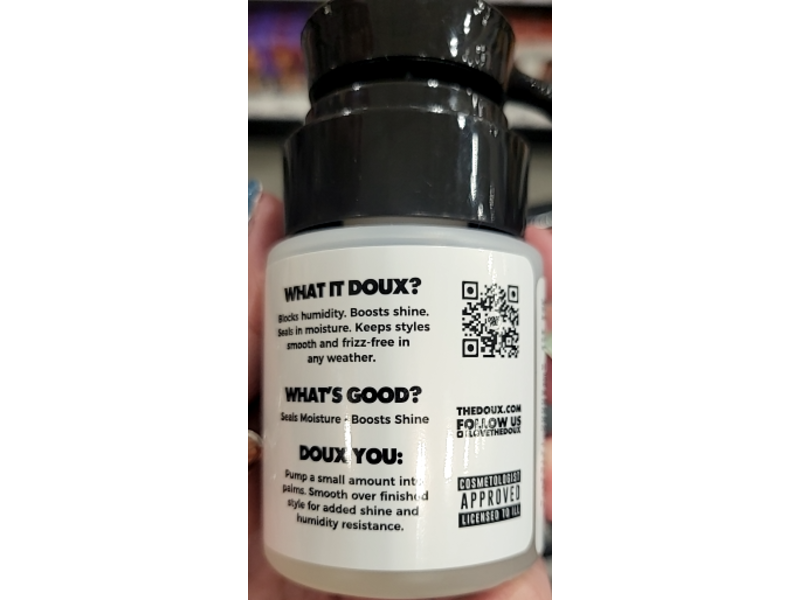 WHAT IT DOUX?
Blocks humidity. Boosts shine.
Seals in moisture. Keeps styles
smooth and frizz-free in
any weather.
WHAT'S GOOD?
Seals Moisture - Boosts Shine
DOUX YOU:
Pump a small amount into
palms. Smooth over finished
style for added shine and
humidity resistance.
THEDOUX.COM
FOLLOW US
@ILOVETHEDOUX
COSMETOLOGIST
APPROVED
LICENSED TO ILL